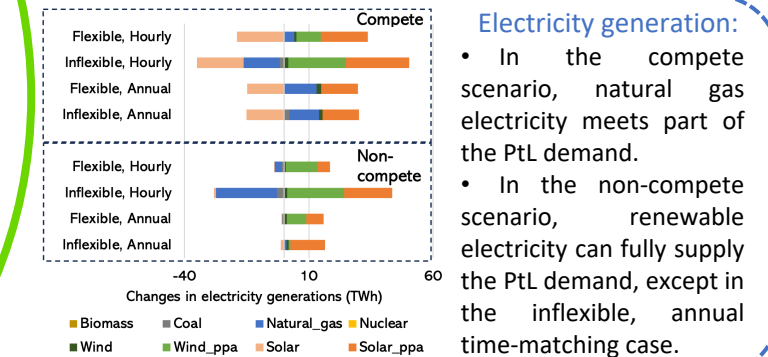 Compete
Flexible, Hourly
Inflexible, Hourly
Flexible, Annual
Inflexible, Annual
Non-
compete
Flexible, Hourly
Inflexible, Hourly
Flexible, Annual
Inflexible, Annual
-40 10 60
Changes in electricity generations (TWh)
Biomass Coal Natural_gas Nuclear
Wind Wind_ppa Solar Solar_ppa
Electricity generation:
• In the compete
scenario, natural gas
electricity meets part of
the PtL demand.
• In the non-compete
scenario, renewable
electricity can fully supply
the PtL demand, except in
the inflexible, annual
time-matching case.